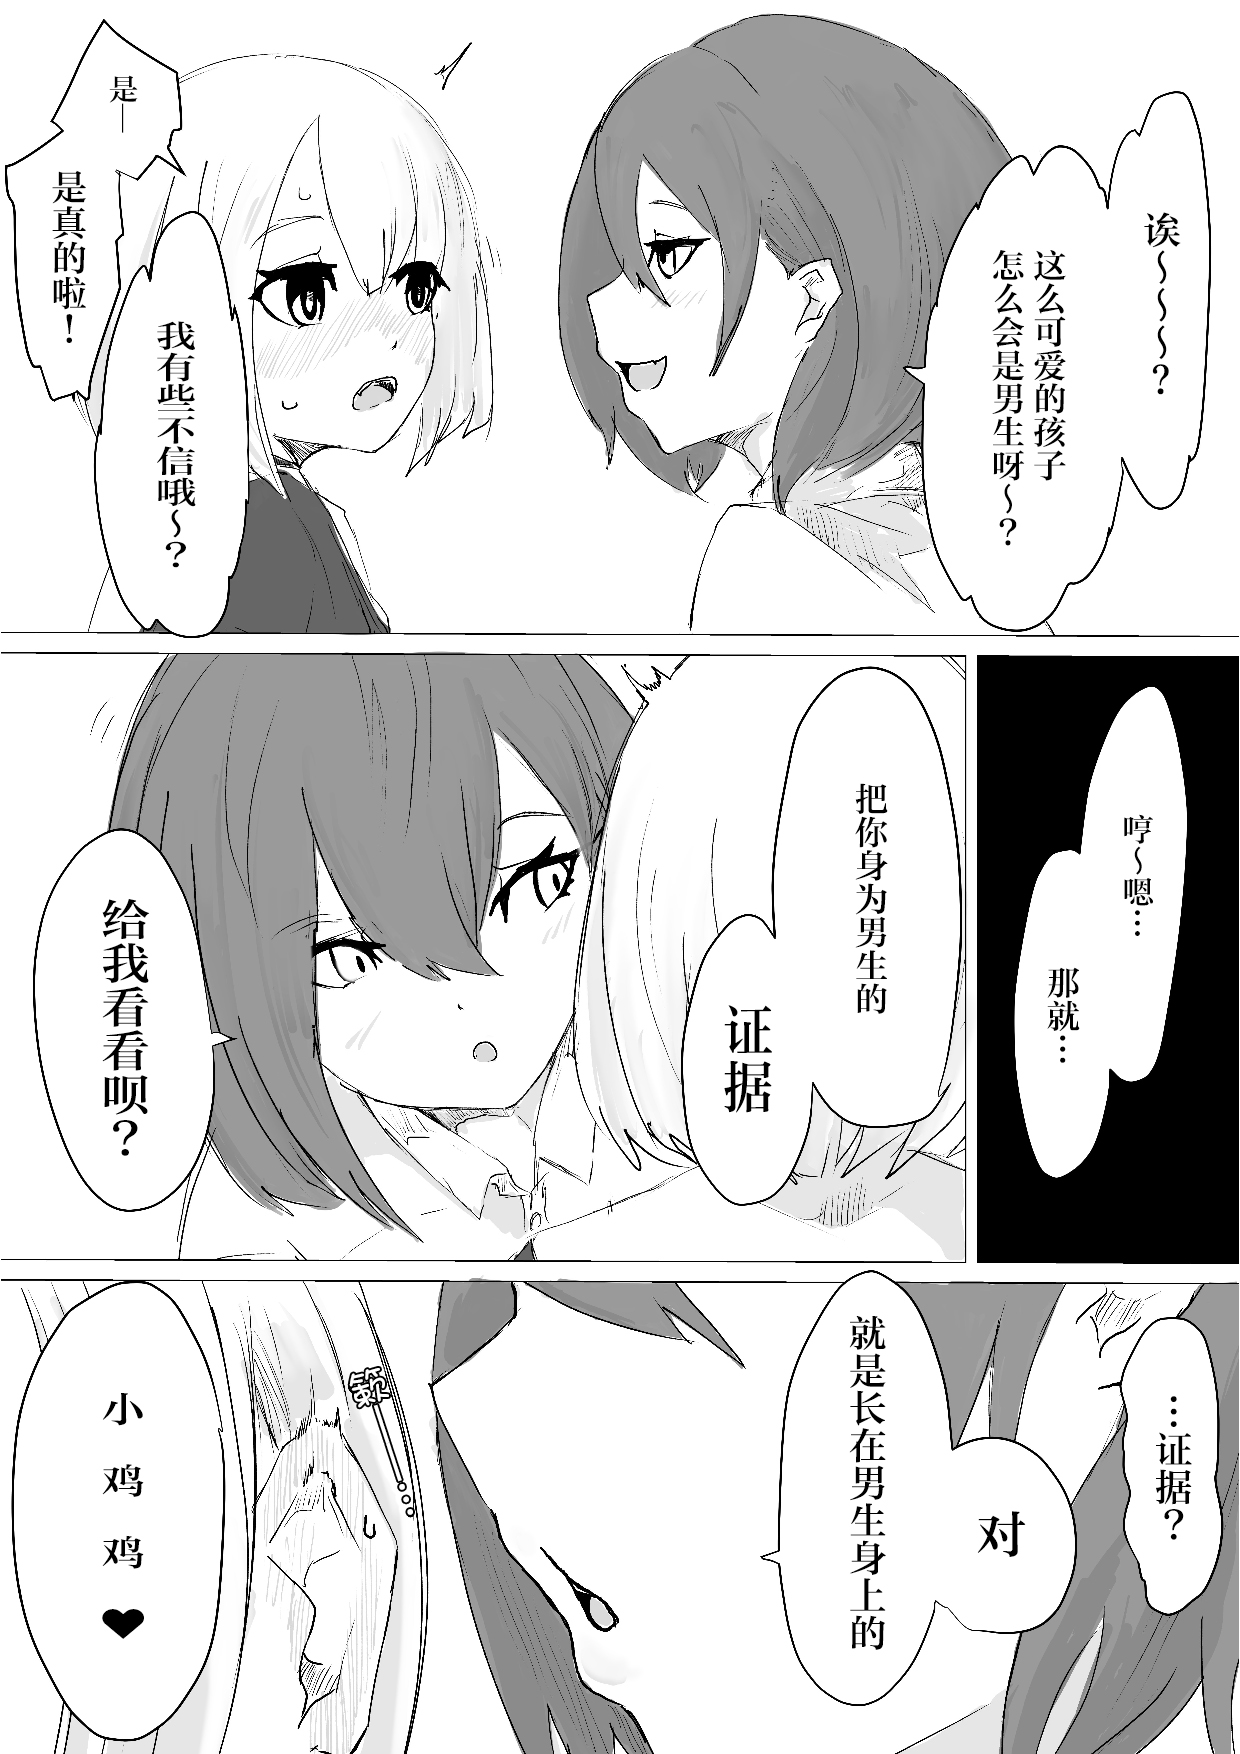 诶～～～？
这么可爱的孩子
怎么会是男生呀～？
是—
是真的啦！
我有些不信哦～？
哼～嗯…
那就…
把你身为男生的
证据
给我看看呗？
…证据？
对
就是长在男生身上的
小鸡鸡♥